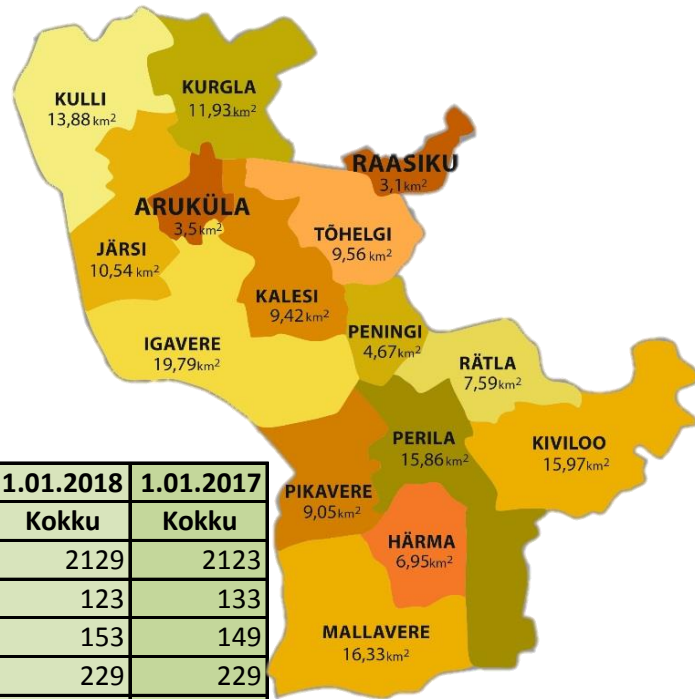 KULLI
13,88 km²
KURGLA
11,93 km²
RAASIKU
3,1 km²
ARUKÜLA
3,5 km²
TÕHELGI
9,56 km²
JÄRSI
10,54 km²
KALESI
9,42 km²
IGAVERE
19,79 km²
PENINGI
4,67 km²
RÄTLA
7,59 km²
PERILA
15,86 km²
KIVILOO
15,97 km²
PIKAVERE
9,05 km²
HÄRMA
6,95 km²
MALLAVERE
16,33 km²
1.01.2018 1.01.2017
Kokku Kokku
2129 2123
123 133
153 149
229 229